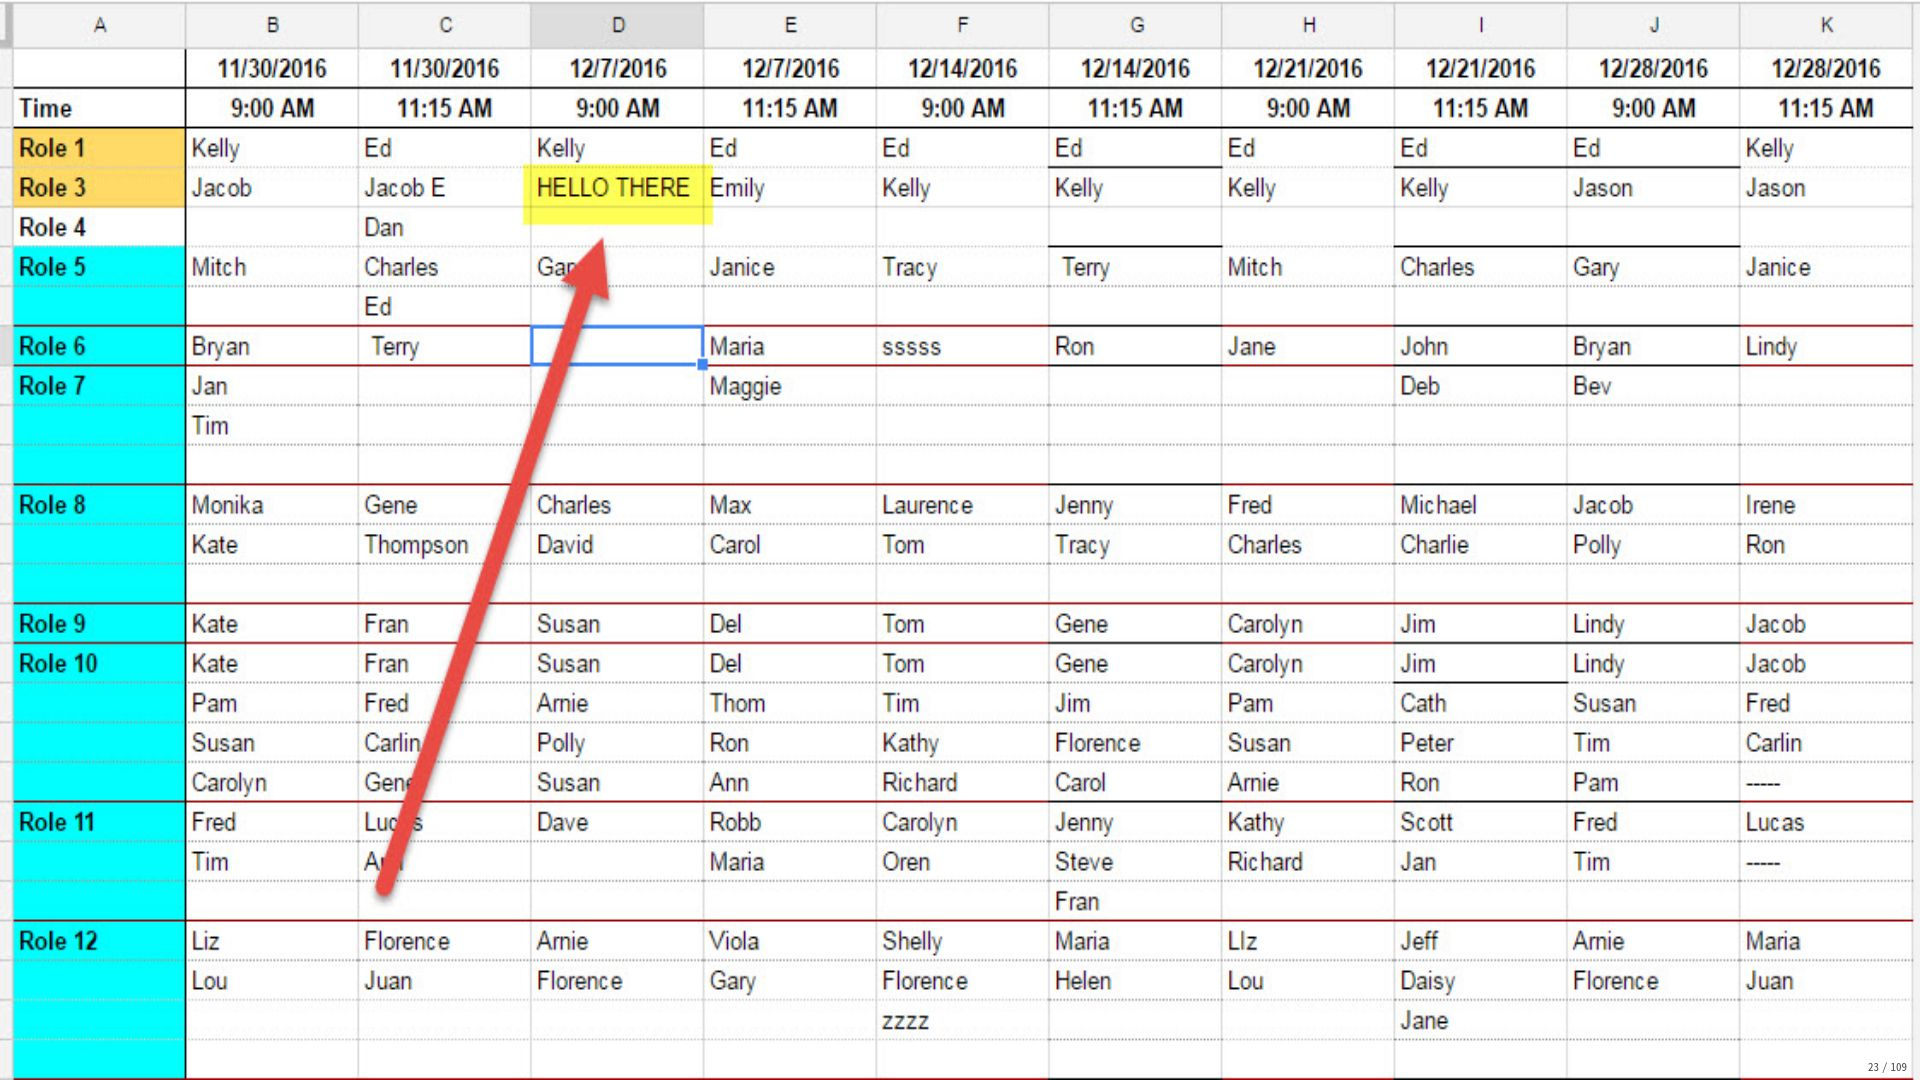 A B C D E F G H I J K
11/30/2016 11/30/2016 12/7/2016 12/7/2016 12/14/2016 12/14/2016 12/21/2016 12/21/2016 12/28/2016 12/28/2016
Time 9:00 AM 11:15 AM 9:00 AM 11:15 AM 9:00 AM 11:15 AM 9:00 AM 11:15 AM 9:00 AM 11:15 AM
Role 1 Kelly Ed Kelly Ed Ed Ed Ed Ed Ed Kelly
Role 3 Jacob Jacob E HELLO THERE Emily Kelly Kelly Kelly Kelly Jason Jason
Role 4 Dan
Role 5 Mitch Charles Janice Tracy Terry Mitch Charles Gary Janice
Ed
Role 6 Bryan Terry Maria sssss Ron Jane John Bryan Lindy
Role 7 Jan Maggie Deb Bev
Tim
Role 8 Monika Gene Charles Max Laurence Jenny Fred Michael Jacob Irene
Kate Thompson David Carol Tom Tracy Charles Charlie Polly Ron
Role 9 Kate Fran Susan Del Tom Gene Carolyn Jim Lindy Jacob
Role 10 Kate Fran Susan Del Tom Gene Carolyn Jim Lindy Jacob
Pam Fred Arnie Thom Tim Jim Pam Cath Susan Fred
Susan Carlin Polly Ron Kathy Florence Susan Peter Tim Carlin
Carolyn Gene Susan Ann Richard Carol Arnie Ron Pam -----
Role 11 Fred Lucas Dave Robb Carolyn Jenny Kathy Scott Fred Lucas
Tim Maria Oren Steve Richard Jan Tim -----
Fran
Role 12 Liz Florence Arnie Viola Shelly Maria LIz Jeff Arnie Maria
Lou Juan Florence Gary Florence Helen Lou Daisy Florence Juan
zzzz Jane
23 / 109